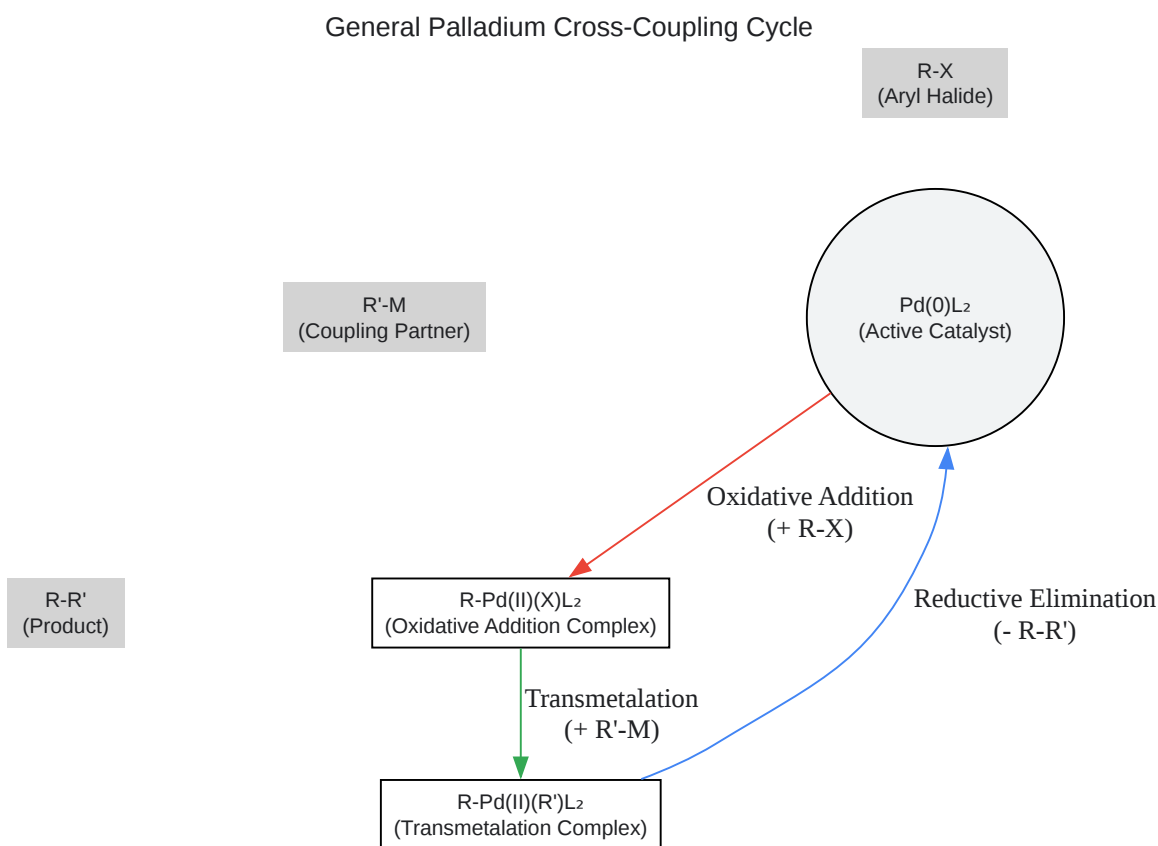 General Palladium Cross-Coupling Cycle
R-X
(Aryl Halide)
R'-M
(Coupling Partner)
Pd(0)L₂
(Active Catalyst)
Oxidative Addition
(+ R-X)
R-R'
(Product)
R-Pd(II)(X)L₂
(Oxidative Addition Complex)
Reductive Elimination
(- R-R')
Transmetalation
(+ R'-M)
R-Pd(II)(R')L₂
(Transmetalation Complex)